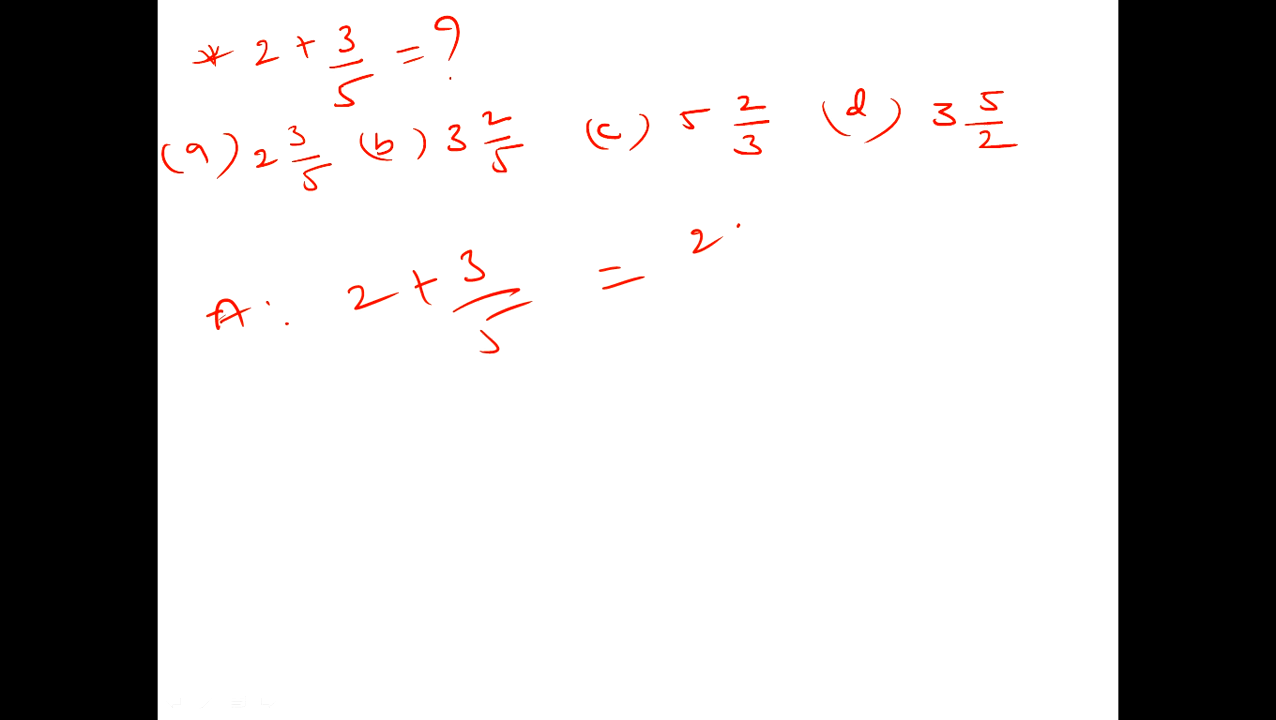 * 2 + 3/5 = ?
(a) 2 3/5 (b) 3 2/5 (c) 5 2/3 (d) 3 5/2
A: 2 + 3/5 = 2.